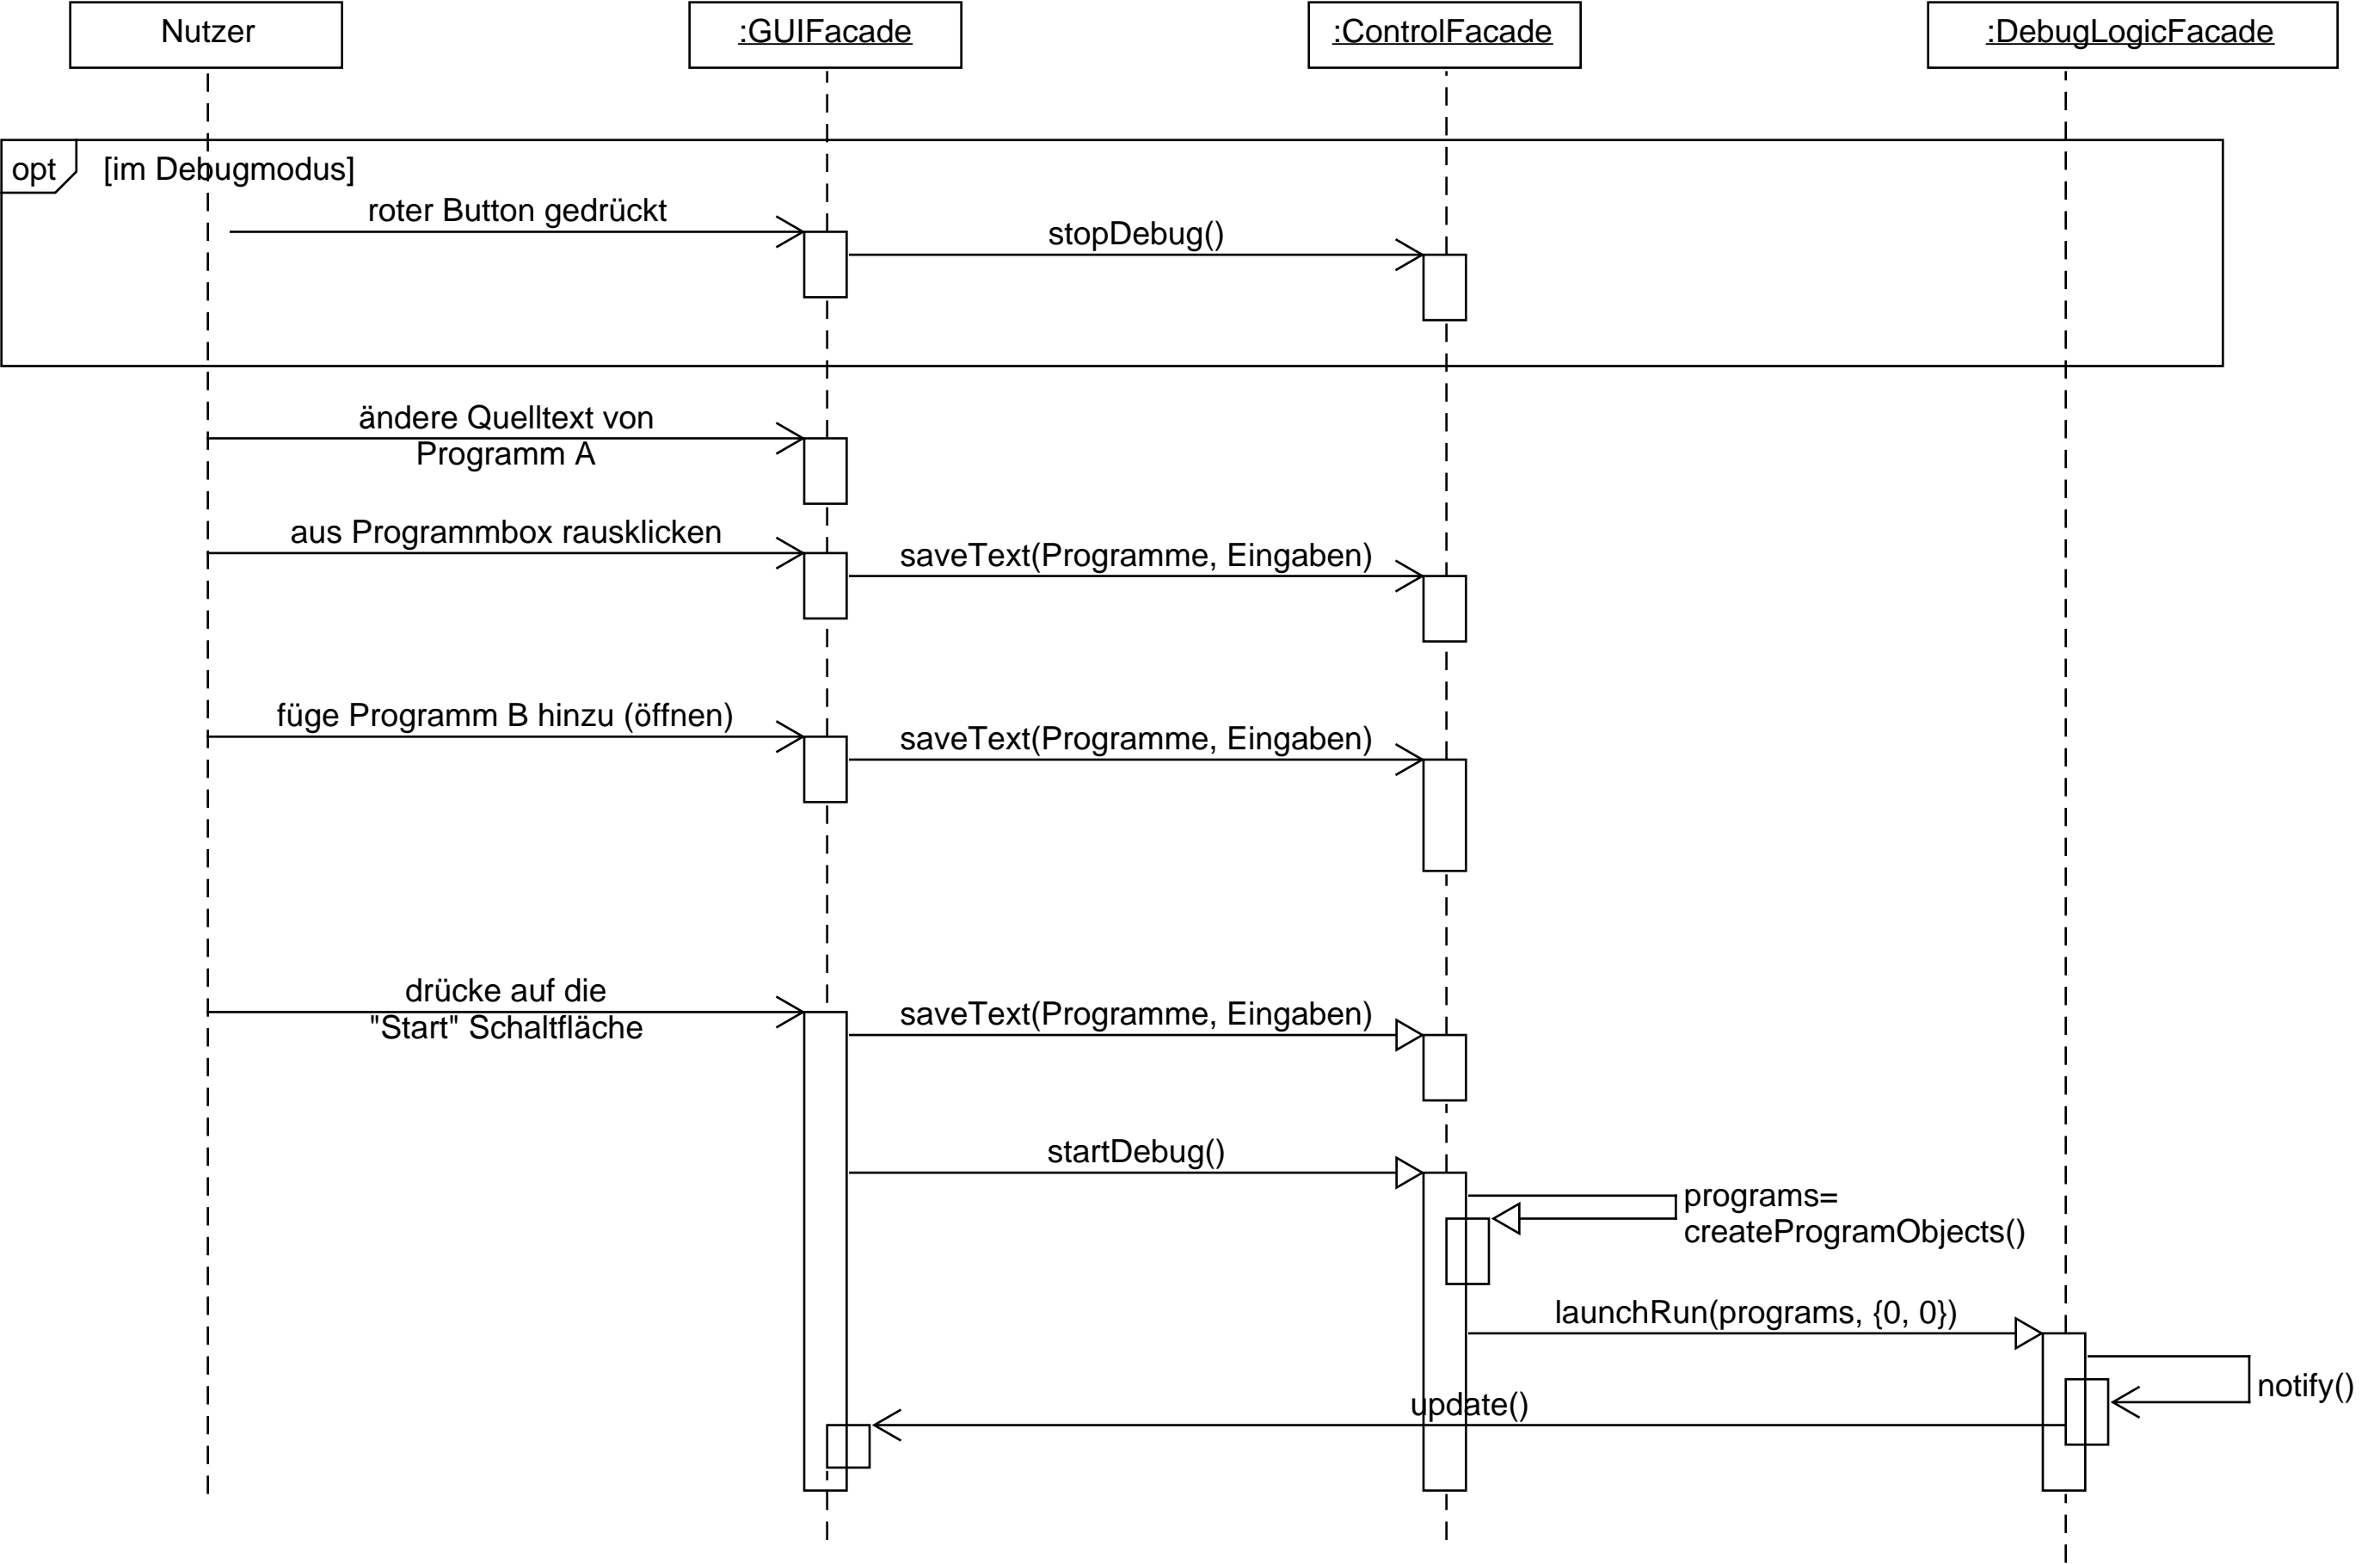 Nutzer
:GUIFacade
:ControlFacade
:DebugLogicFacade
opt
[im Debugmodus]
roter Button gedrückt
stopDebug()
ändere Quelltext von
Programm A
aus Programmbox rausklicken
saveText(Programme, Eingaben)
füge Programm B hinzu (öffnen)
saveText(Programme, Eingaben)
drücke auf die
"Start" Schaltfläche
saveText(Programme, Eingaben)
startDebug()
programs=
createProgramObjects()
launchRun(programs, {0, 0})
notify()
update()